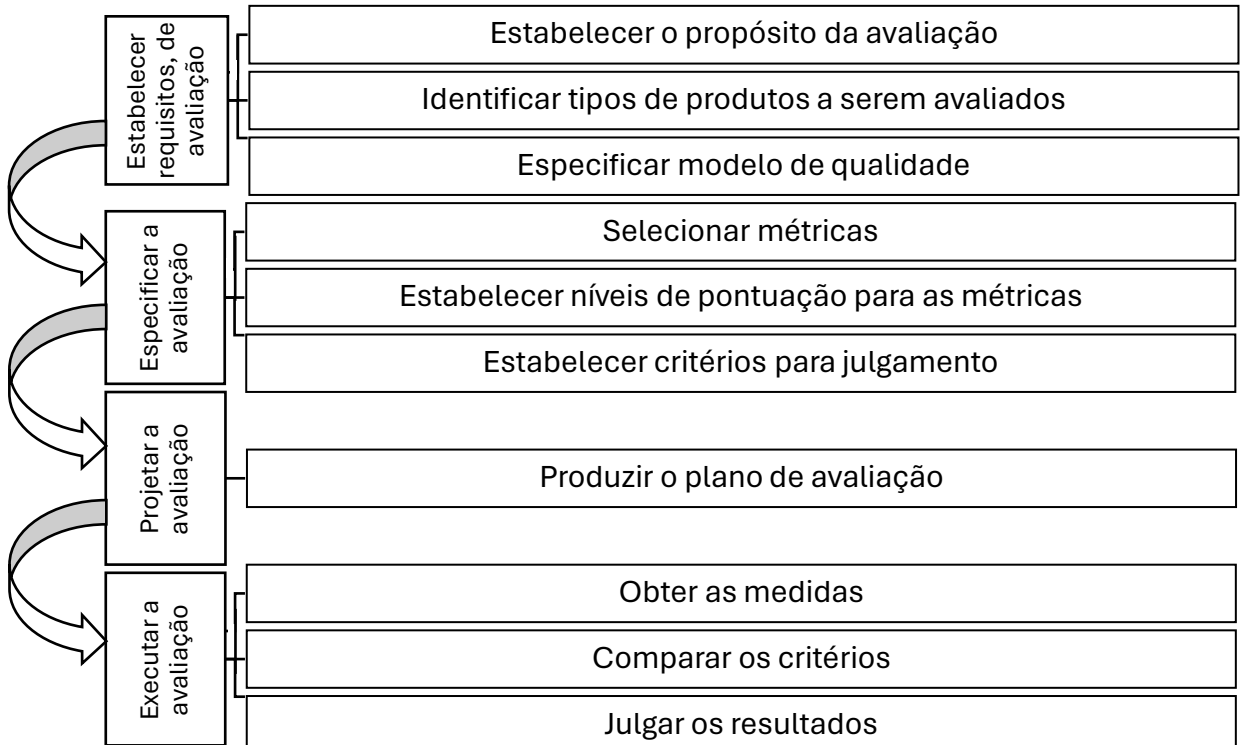 Estabelecer
requisitos, de
avaliação
Estabelecer o propósito da avaliação
Identificar tipos de produtos a serem avaliados
Especificar modelo de qualidade
Especificar a
avaliação
Selecionar métricas
Estabelecer níveis de pontuação para as métricas
Estabelecer critérios para julgamento
Projetar a
avaliação
Produzir o plano de avaliação
Executar a
avaliação
Obter as medidas
Comparar os critérios
Julgar os resultados